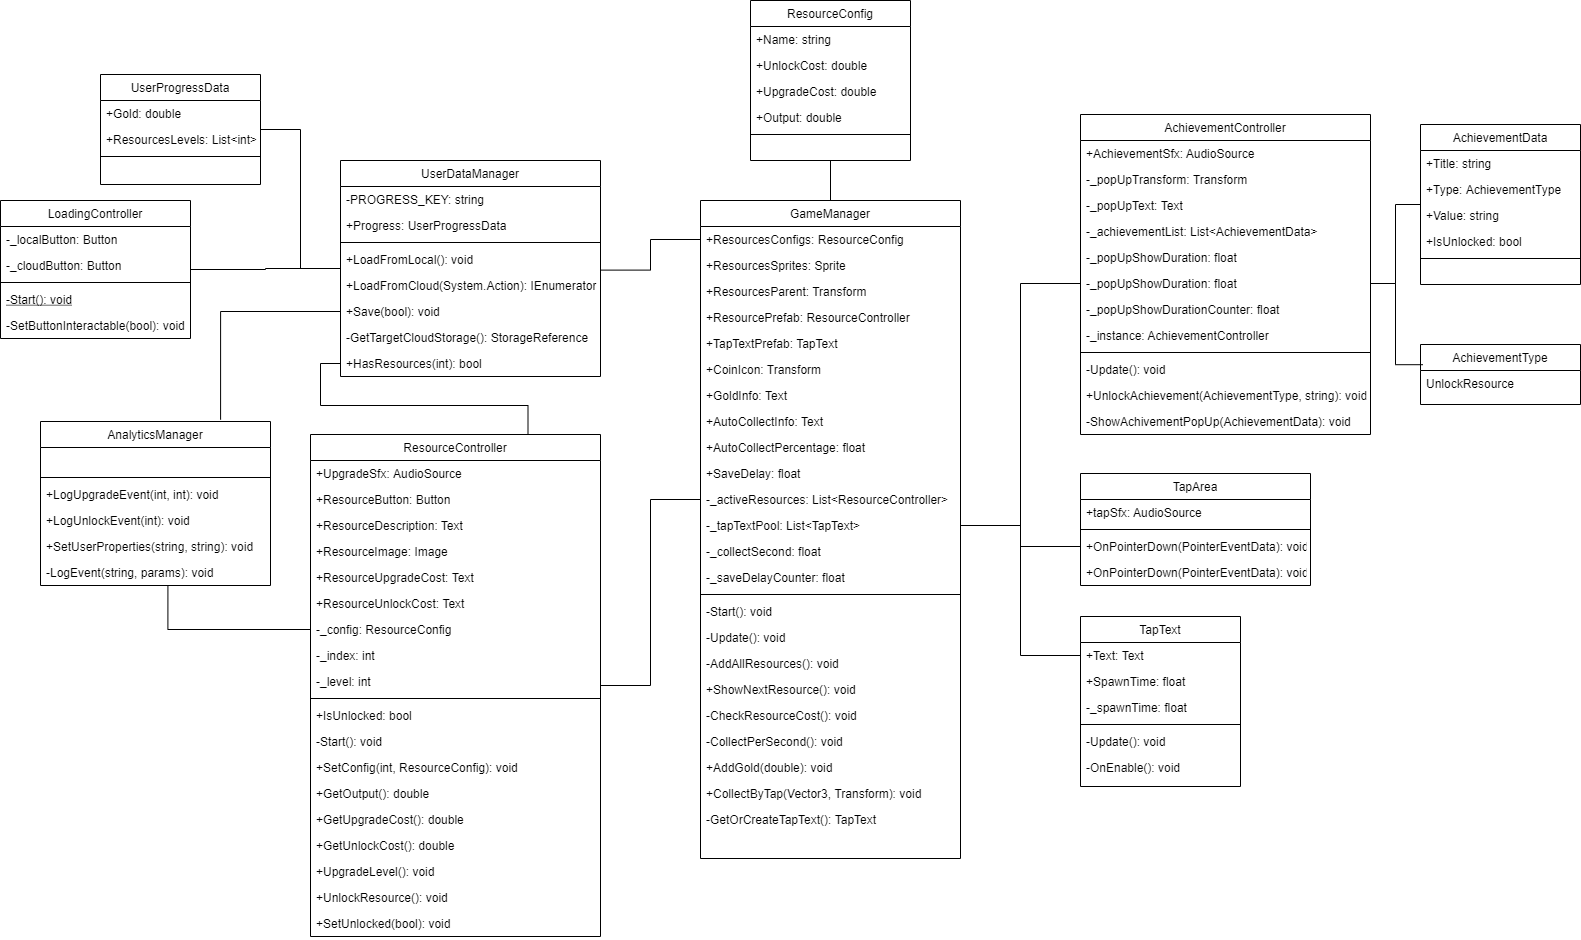 ResourceConfig
+Name: string
+UnlockCost: double
+UpgradeCost: double
+Output: double
UserProgressData
+Gold: double
+ResourcesLevels: List<int>
LoadingController
-_localButton: Button
-_cloudButton: Button
-Start(): void
-SetButtonInteractable(bool): void
UserDataManager
-PROGRESS_KEY: string
+Progress: UserProgressData
+LoadFromLocal(): void
+LoadFromCloud(System.Action): IEnumerator
+Save(bool): void
-GetTargetCloudStorage(): StorageReference
+HasResources(int): bool
AnalyticsManager
+LogUpgradeEvent(int, int): void
+LogUnlockEvent(int): void
+SetUserProperties(string, string): void
-LogEvent(string, params): void
ResourceController
+UpgradeSfx: AudioSource
+ResourceButton: Button
+ResourceDescription: Text
+ResourceImage: Image
+ResourceUpgradeCost: Text
+ResourceUnlockCost: Text
-_config: ResourceConfig
-_index: int
-_level: int
+IsUnlocked: bool
-Start(): void
+SetConfig(int, ResourceConfig): void
+GetOutput(): double
+GetUpgradeCost(): double
+GetUnlockCost(): double
+UpgradeLevel(): void
+UnlockResource(): void
+SetUnlocked(bool): void
GameManager
+ResourcesConfigs: ResourceConfig
+ResourcesSprites: Sprite
+ResourcesParent: Transform
+ResourcePrefab: ResourceController
+TapTextPrefab: TapText
+CoinIcon: Transform
+GoldInfo: Text
+AutoCollectInfo: Text
+AutoCollectPercentage: float
+SaveDelay: float
-_activeResources: List<ResourceController>
-_tapTextPool: List<TapText>
-_collectSecond: float
-_saveDelayCounter: float
-Start(): void
-Update(): void
-AddAllResources(): void
+ShowNextResource(): void
-CheckResourceCost(): void
-CollectPerSecond(): void
+AddGold(double): void
+CollectByTap(Vector3, Transform): void
-GetOrCreateTapText(): TapText
AchievementController
+AchievementSfx: AudioSource
-_popUpTransform: Transform
-_popUpText: Text
-_achievementList: List<AchievementData>
-_popUpShowDuration: float
-_popUpShowDuration: float
-_popUpShowDurationCounter: float
-_instance: AchievementController
-Update(): void
+UnlockAchievement(AchievementType, string): void
-ShowAchivementPopUp(AchievementData): void
AchievementData
+Title: string
+Type: AchievementType
+Value: string
+IsUnlocked: bool
AchievementType
UnlockResource
TapArea
+tapSfx: AudioSource
+OnPointerDown(PointerEventData): void
+OnPointerDown(PointerEventData): void
TapText
+Text: Text
+SpawnTime: float
-_spawnTime: float
-Update(): void
-OnEnable(): void